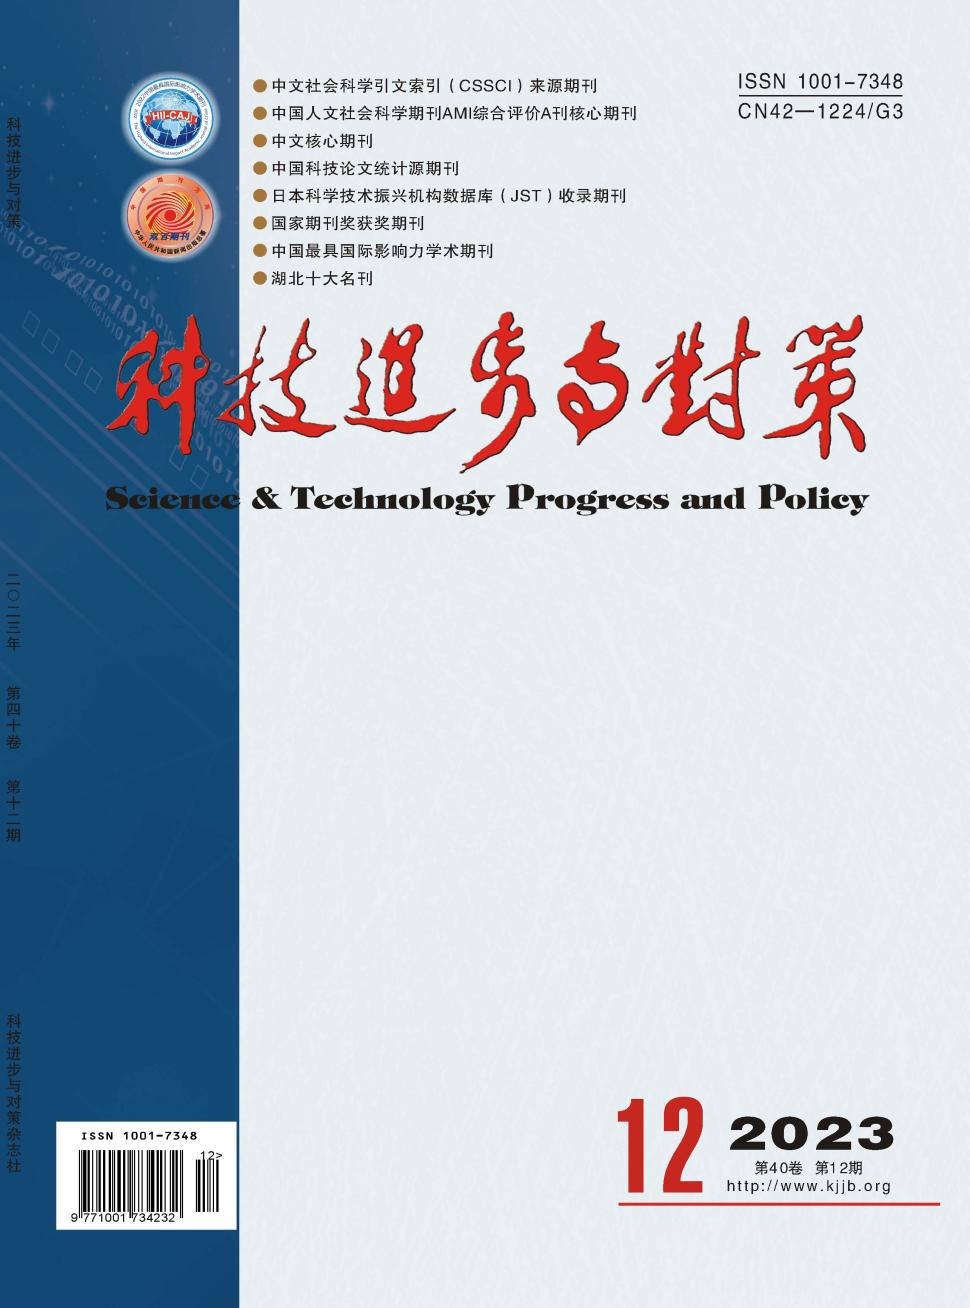 中文社会科学引文索引（CSSCI）来源期刊
中国人文社会科学期刊AMI综合评价A刊核心期刊
中文核心期刊
中国科技论文统计源期刊
日本科学技术振兴机构数据库（JST）收录期刊
国家期刊奖获奖期刊
中国最具国际影响力学术期刊
湖北十大名刊
ISSN 1001-7348
CN42—1224/G3
HII-CAJ
双百期刊
科技进步与對策
Science & Technology Progress and Policy
科技进步与对策
二〇二三年 第四十卷 第十二期
科技进步与对策杂志社
ISSN 1001-7348
12>
9 771001 734232
12 2023
第40卷 第12期
http://www.kjjb.org